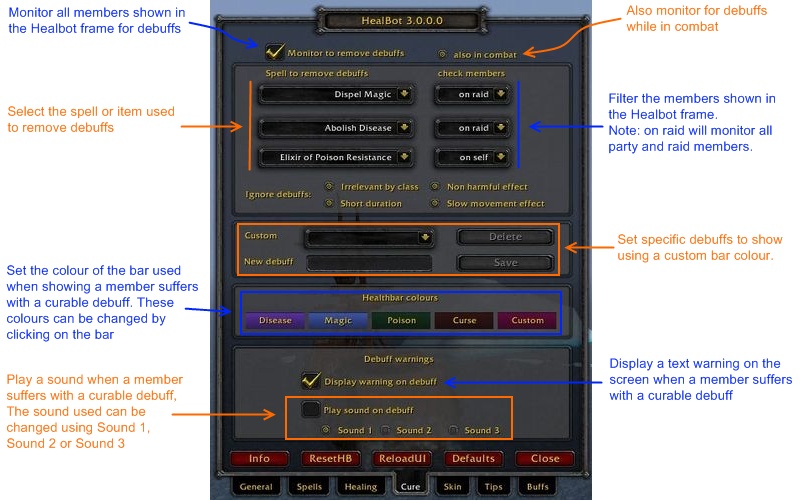 Monitor all members shown in
the Healbot frame for debuffs
Also monitor for debuffs
while in combat
HealBot 3.0.0.0
Monitor to remove debuffs
also in combat
Spell to remove debuffs
check members
Dispel Magic
on raid
Abolish Disease
on raid
Elixir of Poison Resistance
on self
Select the spell or item used
to remove debuffs
Filter the members shown in
the Healbot frame.
Note: on raid will monitor all
party and raid members.
Ignore debuffs:
Irrelevant by class
Non harmful effect
Short duration
Slow movement effect
Custom
Delete
New debuff
Save
Set specific debuffs to show
using a custom bar colour.
Set the colour of the bar used
when showing a member suffers
with a curable debuff. These
colours can be changed by
clicking on the bar
Healthbar colours
Disease
Magic
Poison
Curse
Custom
Debuff warnings
Display warning on debuff
Play sound on debuff
Sound 1
Sound 2
Sound 3
Display a text warning on the
screen when a member suffers
with a curable debuff
Play a sound when a member
suffers with a curable debuff,
The sound used can be
changed using Sound 1,
Sound 2 or Sound 3
Info
ResetHB
ReloadUI
Defaults
Close
General
Spells
Healing
Cure
Skin
Tips
Buffs